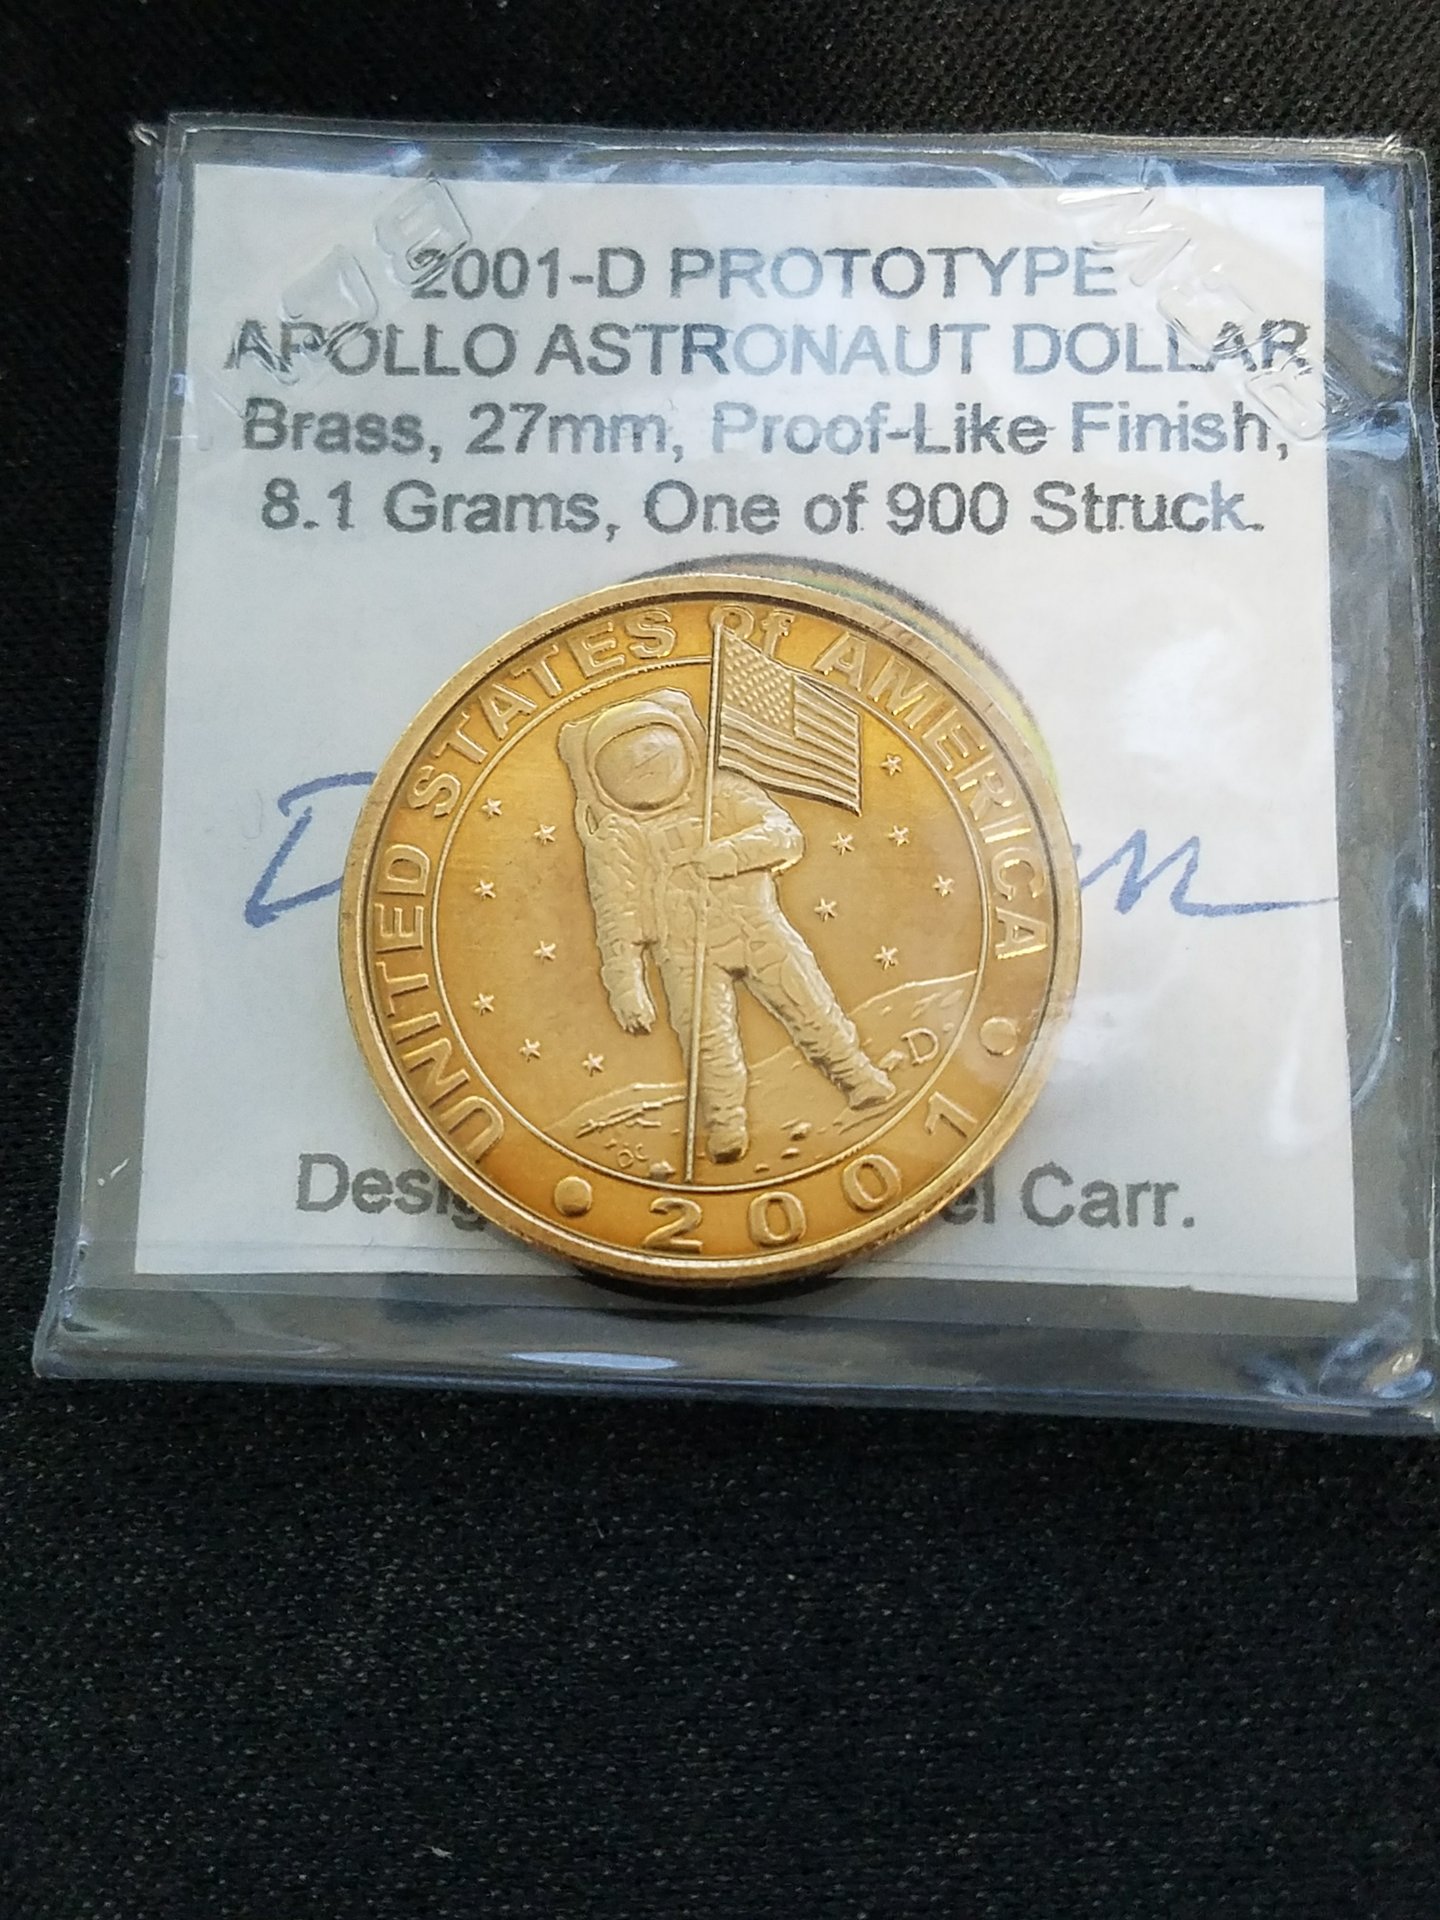 2001-D PROTOTYPE
APOLLO ASTRONAUT DOLLAR
Brass, 27mm, Proof-Like Finish,
8.1 Grams, One of 900 Struck.
UNITED STATES of AMERICA
D
DC
2001
Carr.